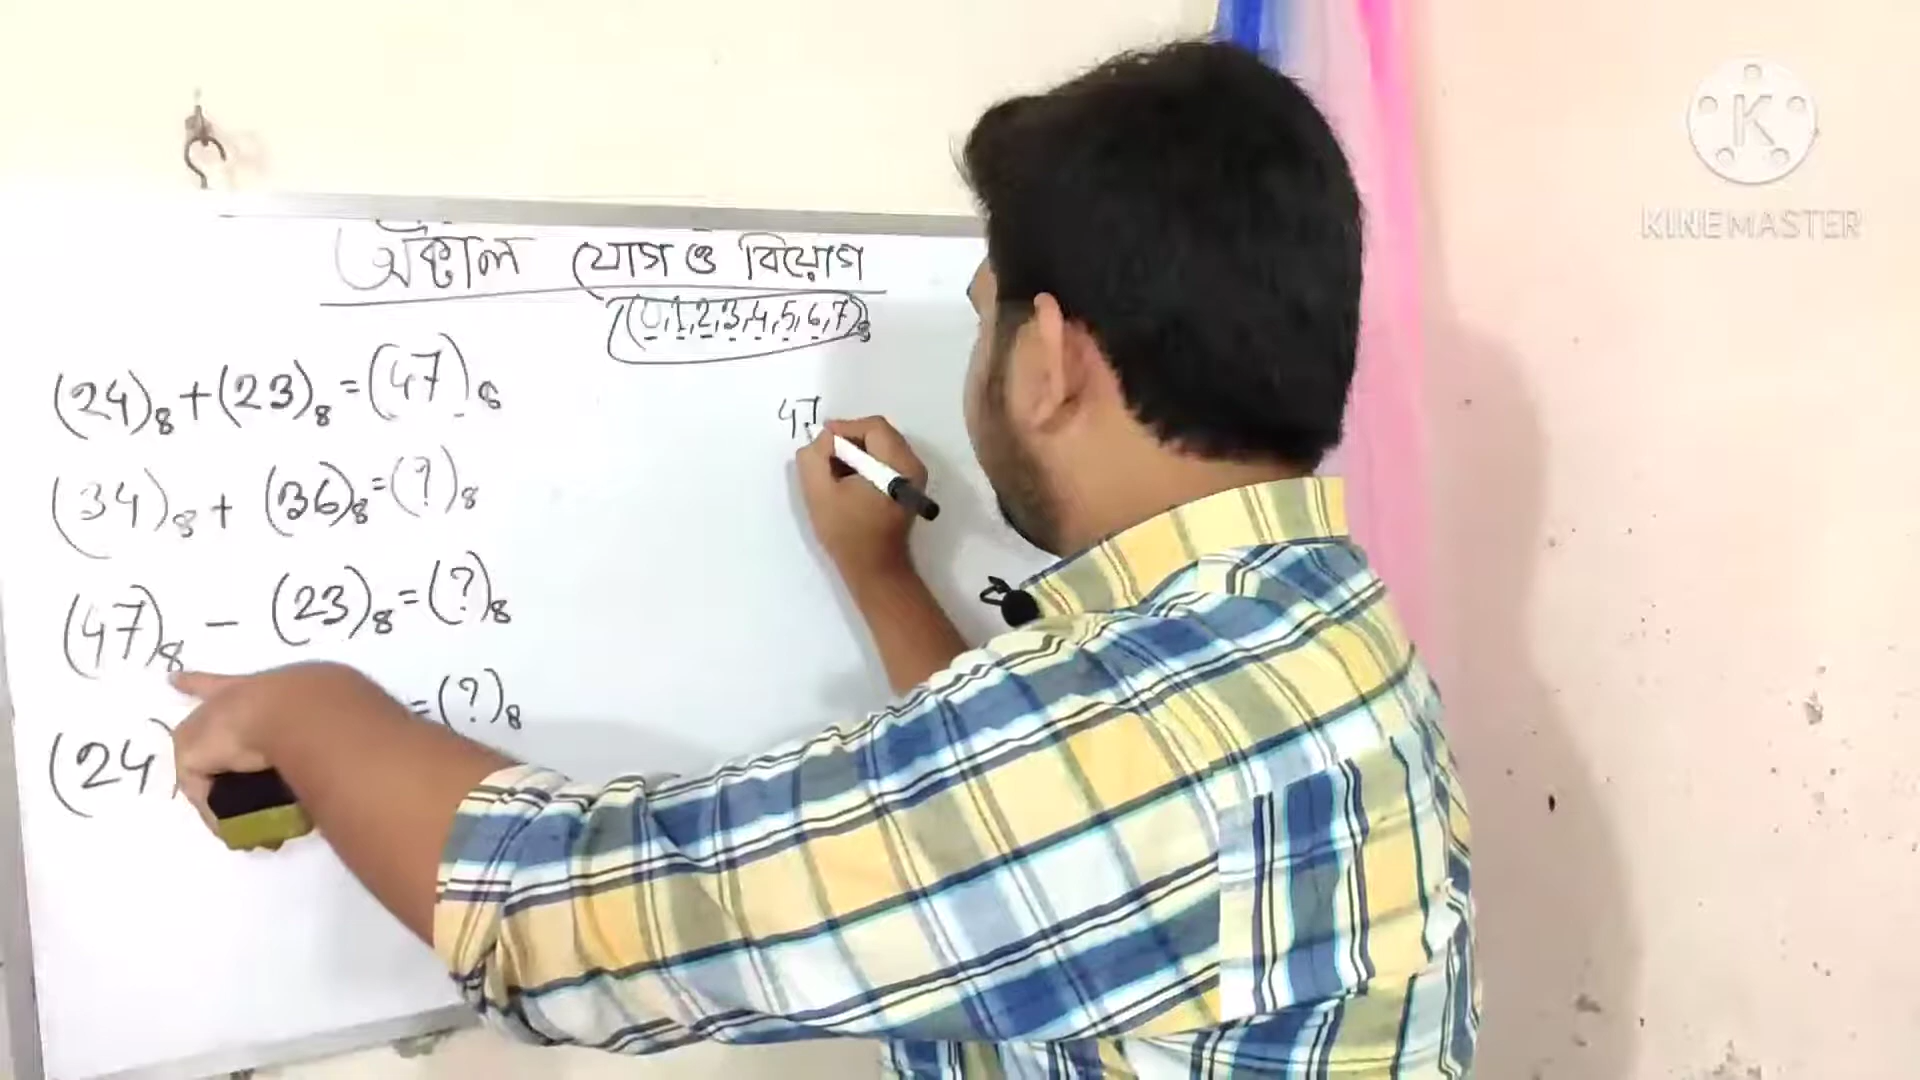 অক্টাল যোগ ও বিয়োগ
(0,1,2,3,4,5,6,7)8
(24)8+(23)8=(47)8
(34)8+(36)8=(?)8
(47)8-(23)8=(?)8
(24) =(?)8
47
K
KINEMASTER